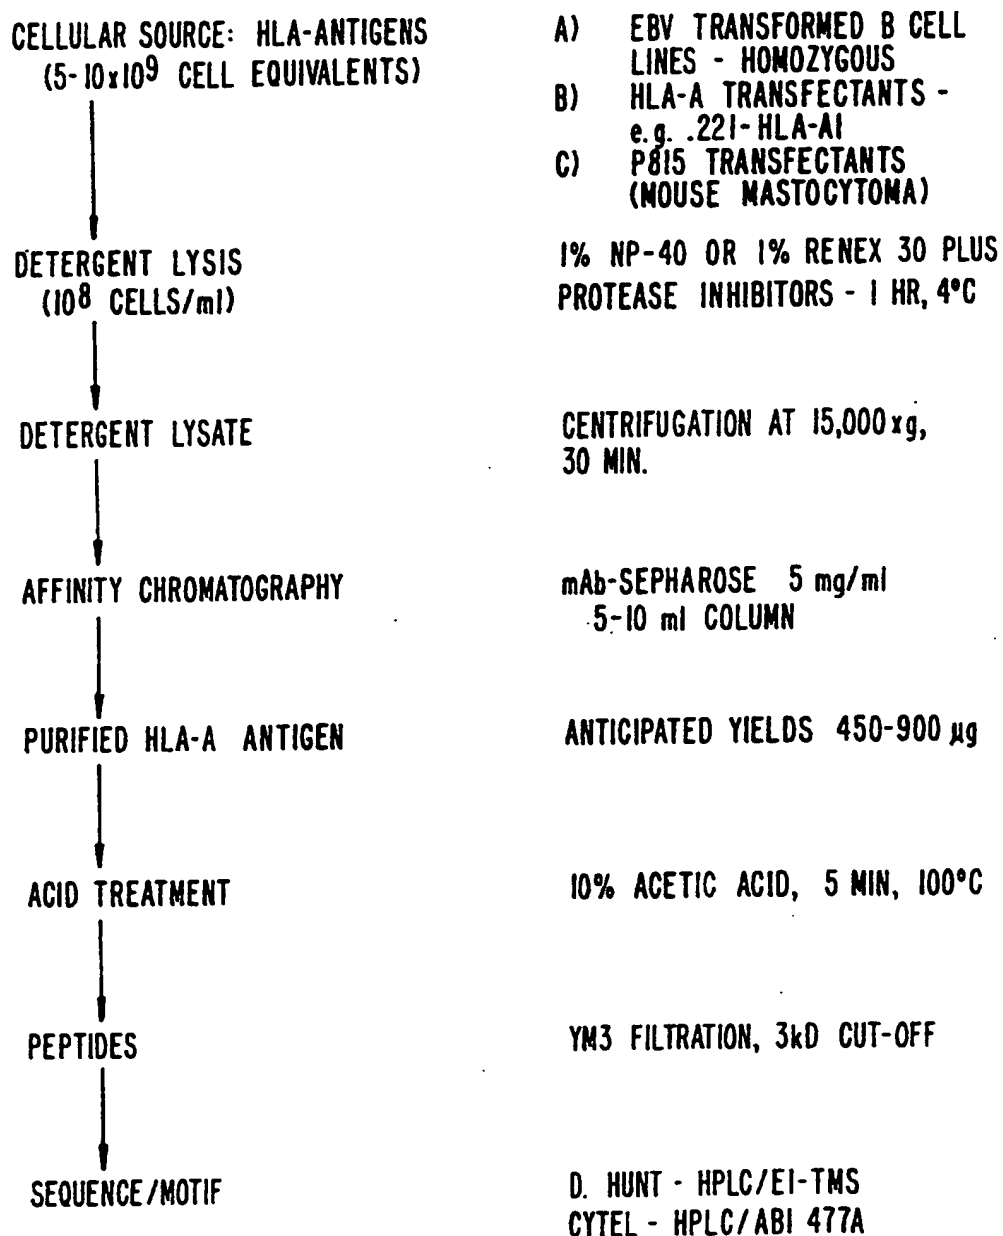 CELLULAR SOURCE: HLA-ANTIGENS
(5-10x10⁹ CELL EQUIVALENTS)
A) EBV TRANSFORMED B CELL
LINES - HOMOZYGOUS
B) HLA-A TRANSFECTANTS -
e.g. .221-HLA-A1
C) P815 TRANSFECTANTS
(MOUSE MASTOCYTOMA)
DETERGENT LYSIS
(10⁸ CELLS/ml)
1% NP-40 OR 1% RENEX 30 PLUS
PROTEASE INHIBITORS - 1 HR, 4°C
DETERGENT LYSATE
CENTRIFUGATION AT 15,000 xg,
30 MIN.
AFFINITY CHROMATOGRAPHY
mAb-SEPHAROSE 5 mg/ml
5-10 ml COLUMN
PURIFIED HLA-A ANTIGEN
ANTICIPATED YIELDS 450-900 µg
ACID TREATMENT
10% ACETIC ACID, 5 MIN, 100°C
PEPTIDES
YM3 FILTRATION, 3kD CUT-OFF
SEQUENCE/MOTIF
D. HUNT - HPLC/EI-TMS
CYTEL - HPLC/ABI 477A